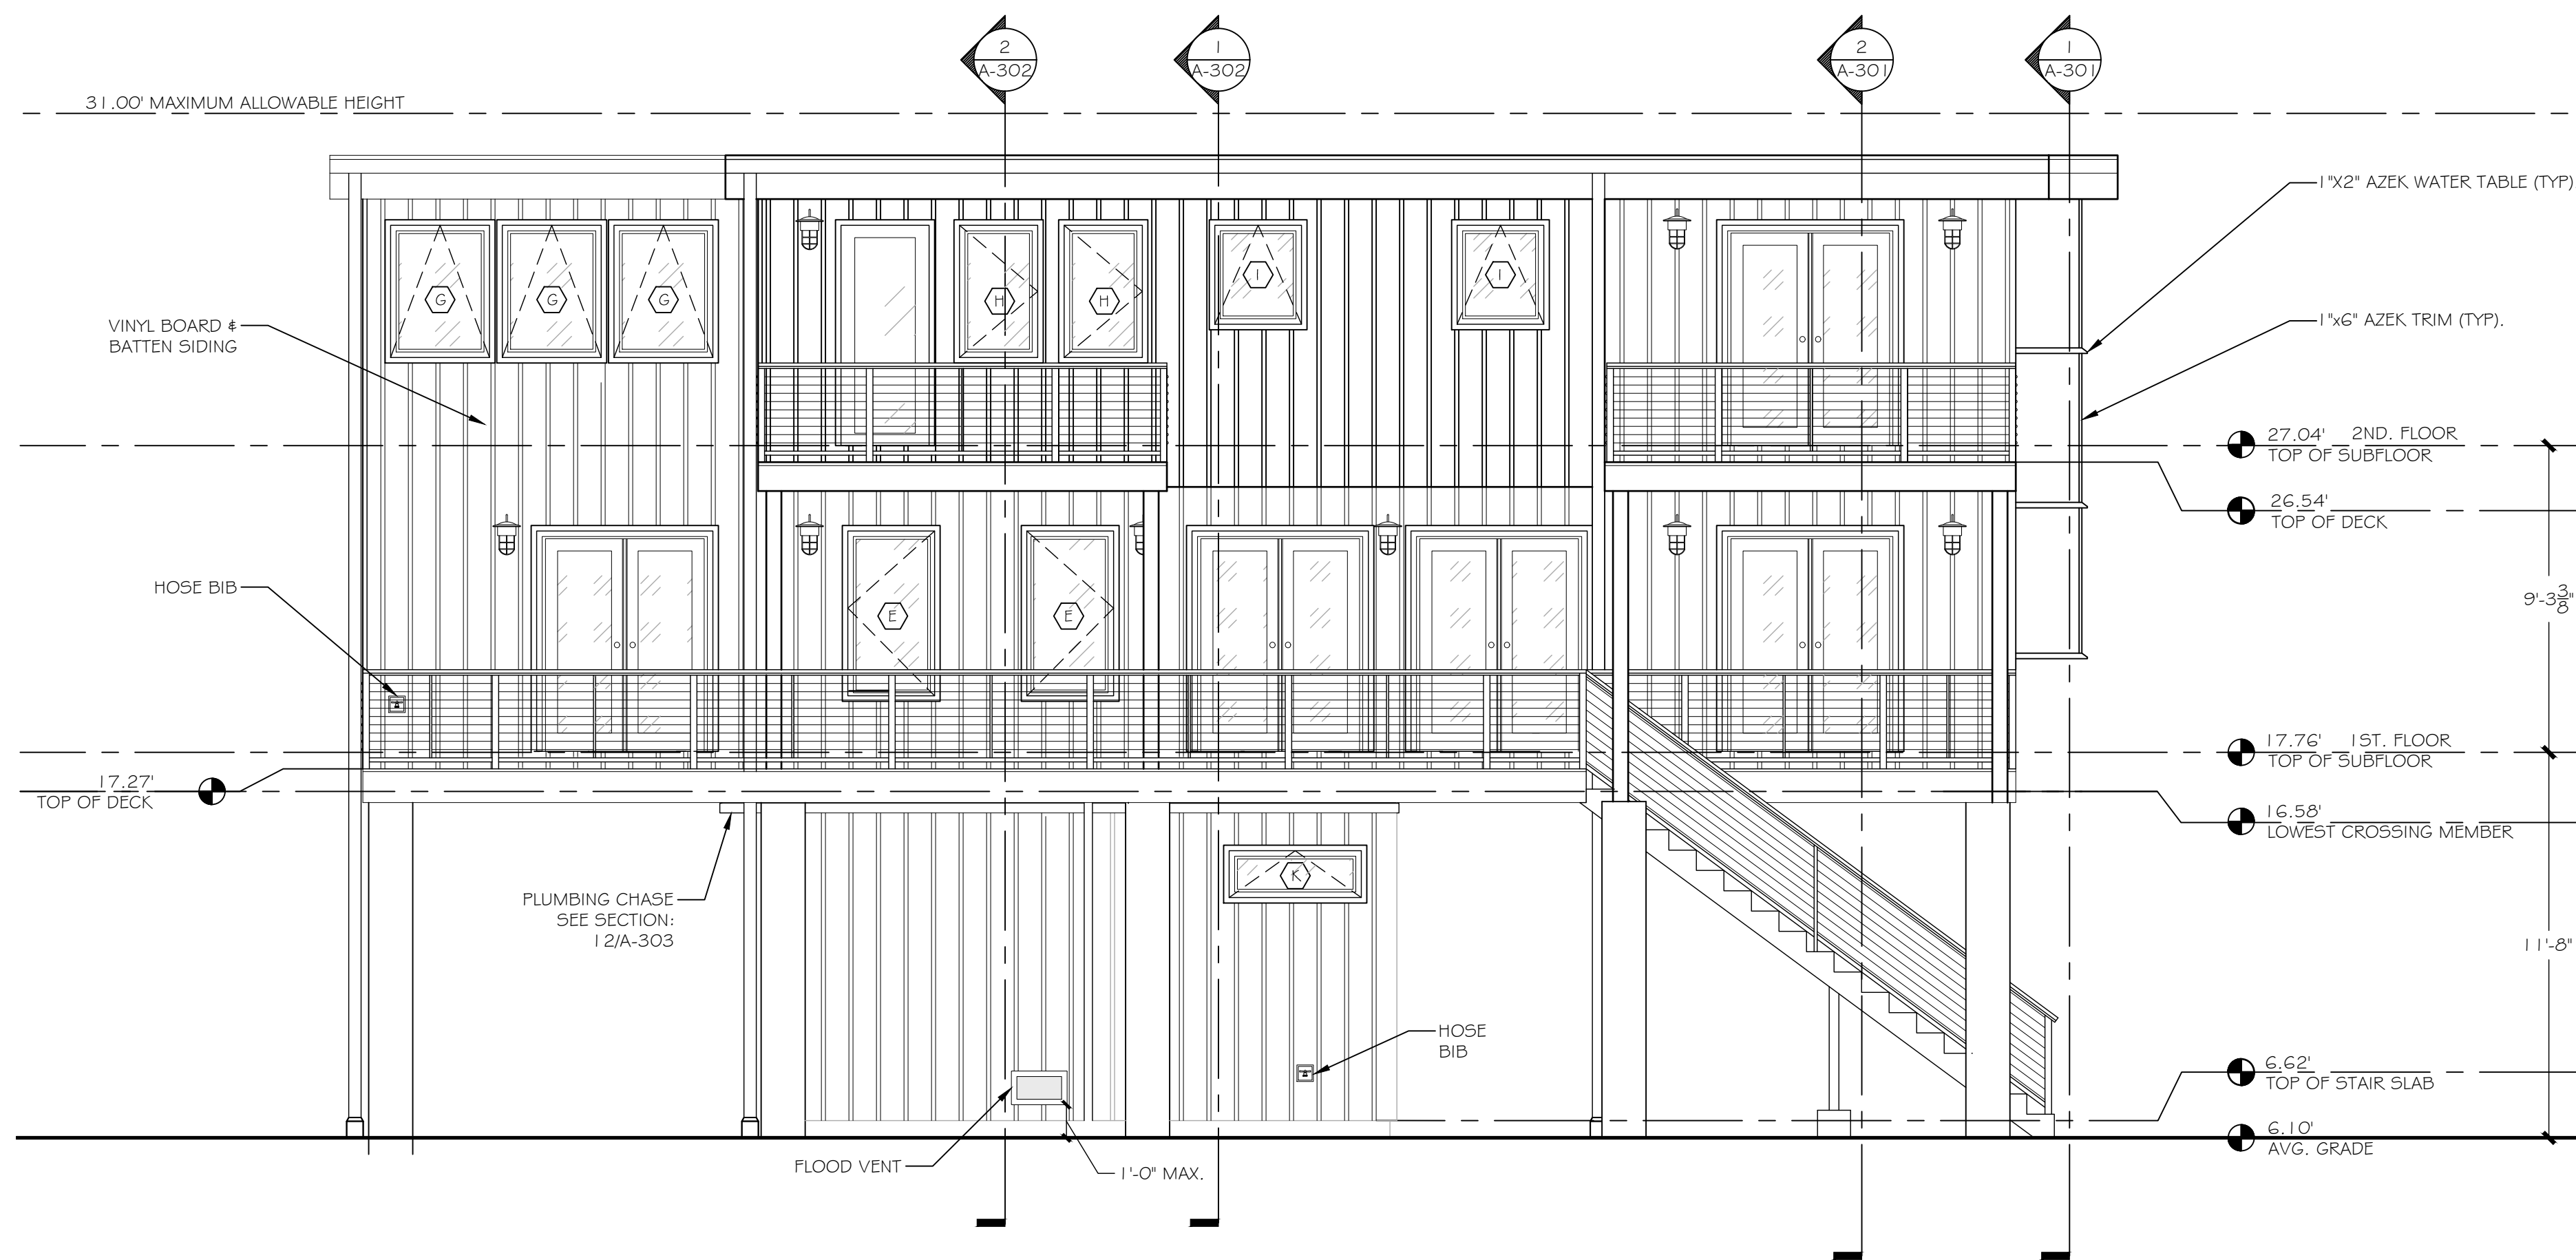 2
A-302
1
A-302
2
A-301
1
A-301
31.00' MAXIMUM ALLOWABLE HEIGHT
1"X2" AZEK WATER TABLE (TYP)
G
G
G
H
H
I
I
VINYL BOARD &
BATTEN SIDING
1"x6" AZEK TRIM (TYP).
27.04' 2ND. FLOOR
TOP OF SUBFLOOR
26.54'
TOP OF DECK
HOSE BIB
E
E
9'-3 3/8"
17.76' 1ST. FLOOR
TOP OF SUBFLOOR
17.27'
TOP OF DECK
16.58'
LOWEST CROSSING MEMBER
K
PLUMBING CHASE
SEE SECTION:
12/A-303
11'-8"
HOSE
BIB
6.62'
TOP OF STAIR SLAB
6.10'
AVG. GRADE
FLOOD VENT
1'-0" MAX.